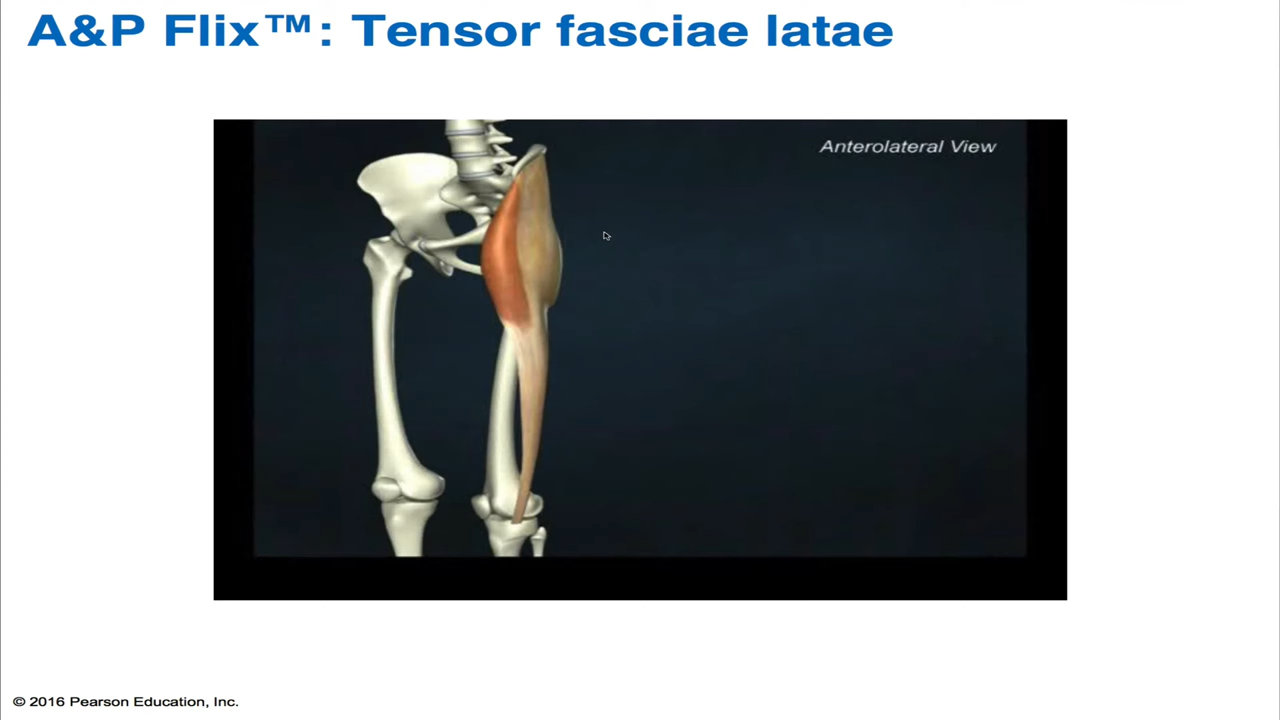 A&P Flix™: Tensor fasciae latae
Anterolateral View
© 2016 Pearson Education, Inc.